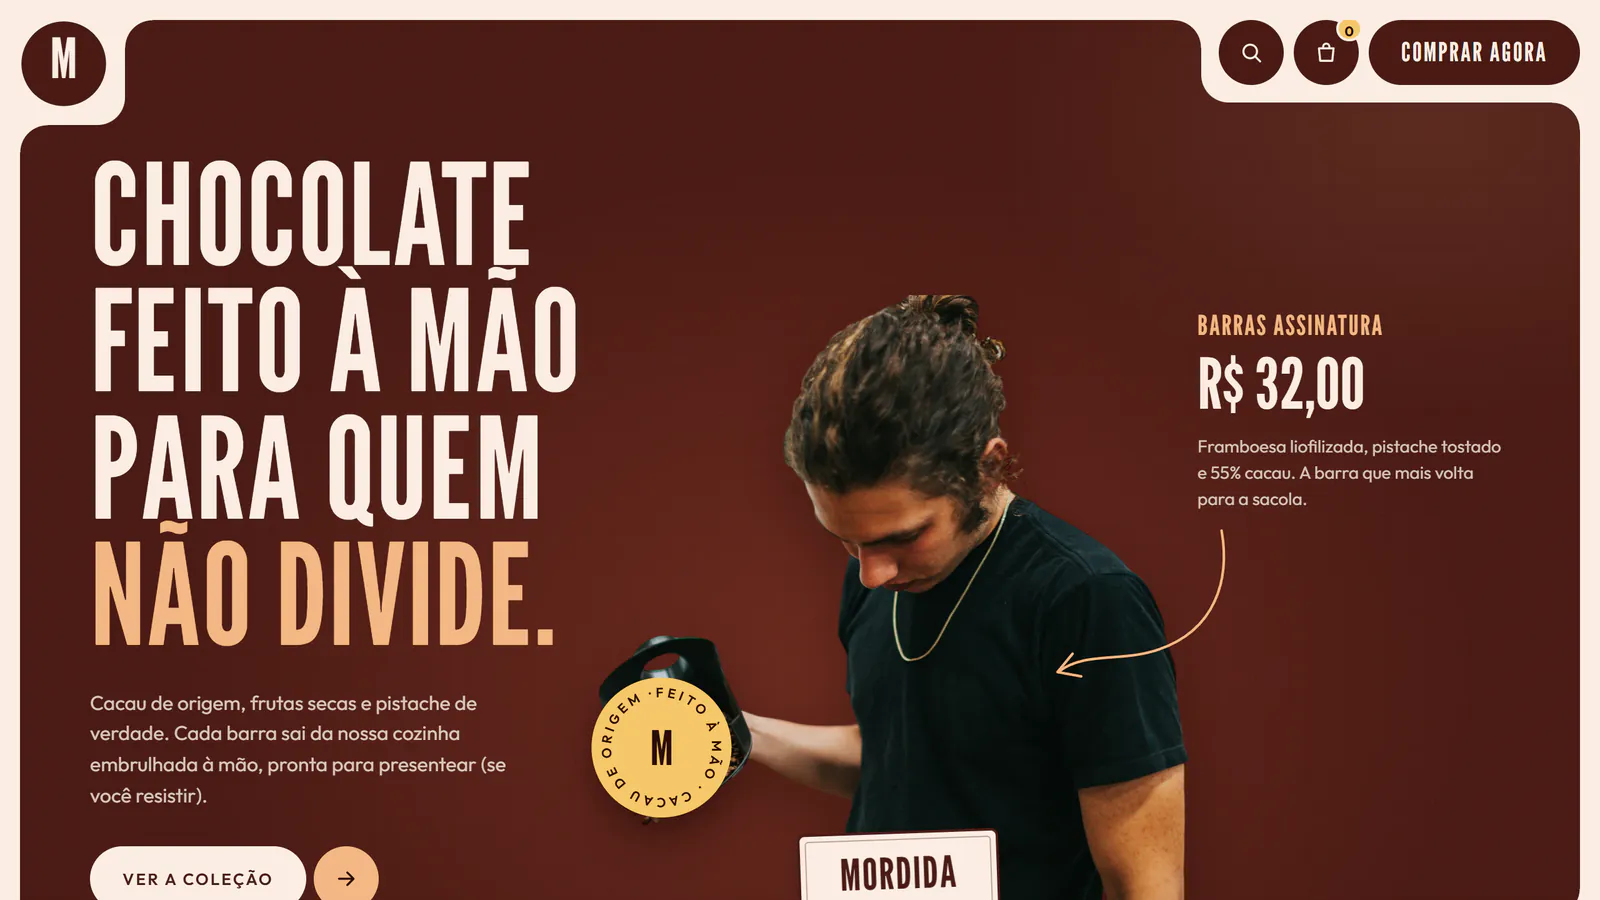 M
0
COMPRAR AGORA
CHOCOLATE
FEITO À MÃO
PARA QUEM
NÃO DIVIDE.
BARRAS ASSINATURA
R$ 32,00
Framboesa liofilizada, pistache tostado
e 55% cacau. A barra que mais volta
para a sacola.
Cacau de origem, frutas secas e pistache de
verdade. Cada barra sai da nossa cozinha
embrulhada à mão, pronta para presentear (se
você resistir).
FEITO À MÃO · CACAU DE ORIGEM ·
M
MORDIDA
VER A COLEÇÃO